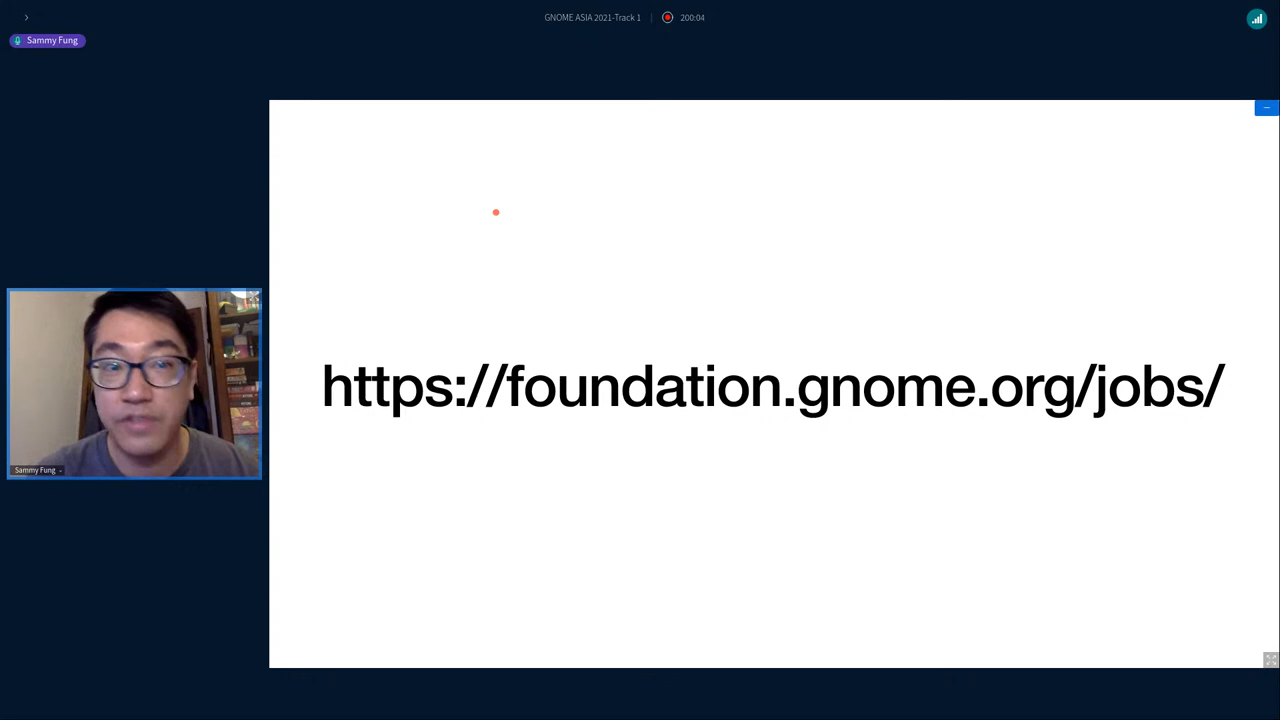 GNOME ASIA 2021-Track 1
200:04
Sammy Fung
https://foundation.gnome.org/jobs/
Sammy Fung